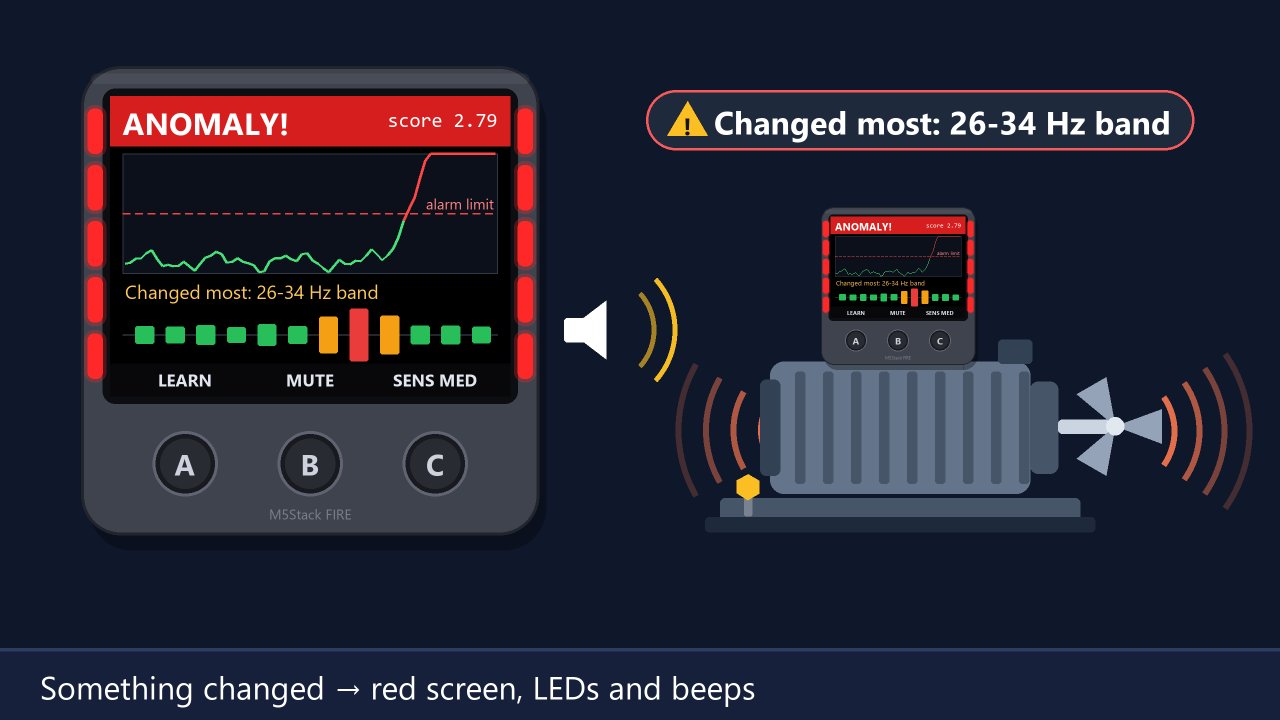 ANOMALY!
score 2.79
alarm limit
Changed most: 26-34 Hz band
LEARN MUTE SENS MED
A B C
M5Stack FIRE
! Changed most: 26-34 Hz band
ANOMALY!
score 2.79
alarm limit
Changed most: 26-34 Hz band
LEARN MUTE SENS MED
A B C
M5Stack FIRE
Something changed → red screen, LEDs and beeps